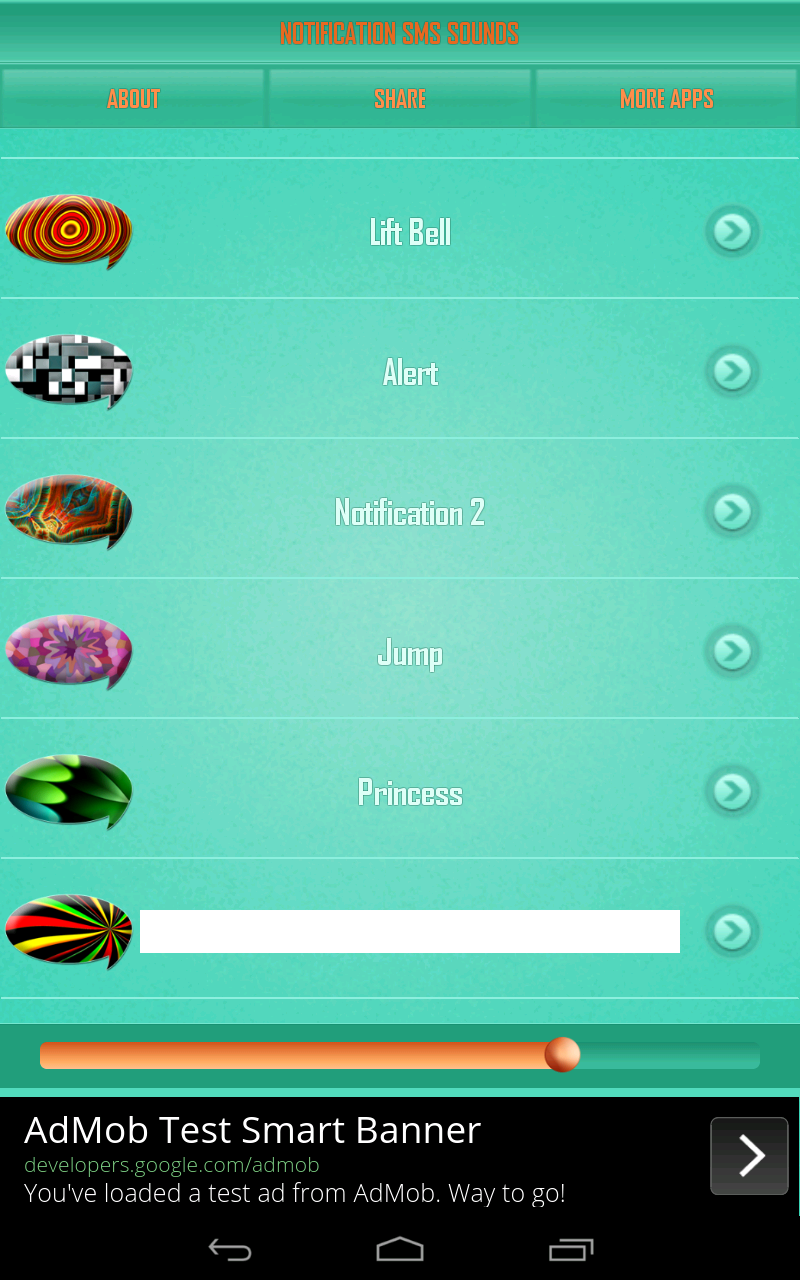 NOTIFICATION SMS SOUNDS
ABOUT
SHARE
MORE APPS
Lift Bell
Alert
Notification 2
Jump
Princess
AdMob Test Smart Banner
developers.google.com/admob
You've loaded a test ad from AdMob. Way to go!